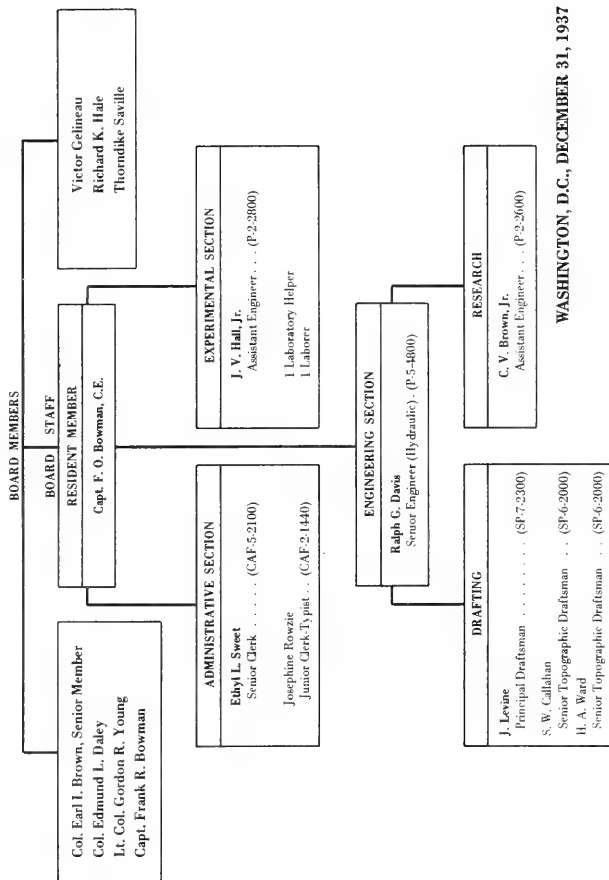 BOARD MEMBERS
Col. Earl I. Brown, Senior Member
Col. Edmund L. Daley
Lt. Col. Gordon R. Young
Capt. Frank R. Bowman
Victor Gelineau
Richard K. Hale
Thorndike Saville
BOARD STAFF
RESIDENT MEMBER
Capt. F. O. Bowman, C.E.
ADMINISTRATIVE SECTION
Ethyl L. Sweet
Senior Clerk . . . . . . (CAF-5-2100)
Josephine Rowzie
Junior Clerk-Typist . . (CAF-2-1440)
EXPERIMENTAL SECTION
J. V. Hall, Jr.
Assistant Engineer . . . (P-2-2800)
1 Laboratory Helper
1 Laborer
ENGINEERING SECTION
Ralph G. Davis
Senior Engineer (Hydraulic) . (P-5-4800)
DRAFTING
J. Levine
Principal Draftsman . . . . . . . . . (SP-7-2300)
S. W. Callahan
Senior Topographic Draftsman . . (SP-6-2000)
H. A. Ward
Senior Topographic Draftsman . . (SP-6-2000)
RESEARCH
C. V. Brown, Jr.
Assistant Engineer . . . (P-2-2600)
WASHINGTON, D.C., DECEMBER 31, 1937